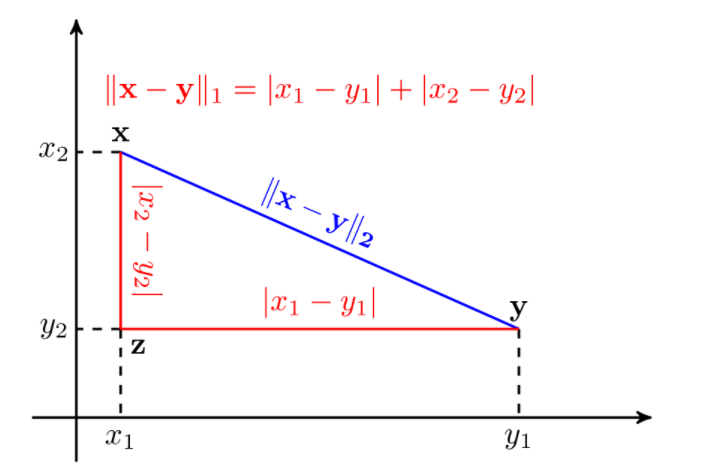 ‖x − y‖₁ = |x₁ − y₁| + |x₂ − y₂|
x
x₂
|x₂ − y₂|
‖x − y‖₂
|x₁ − y₁|
y
y₂
z
x₁
y₁